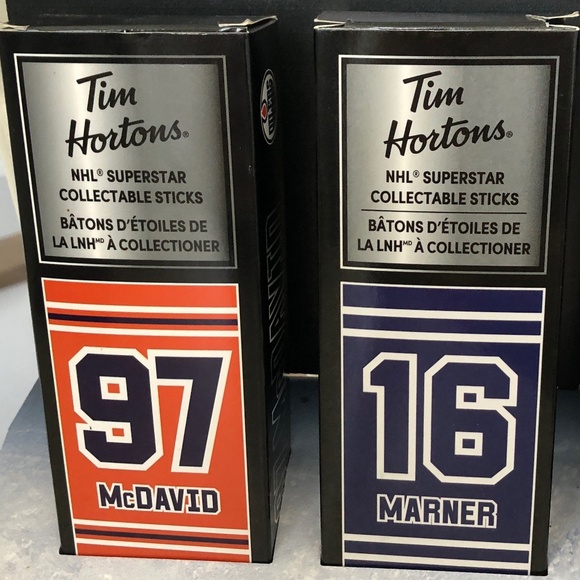 Tim
Hortons®
NHL® SUPERSTAR
COLLECTABLE STICKS
BÂTONS D'ÉTOILES DE
LA LNHᴹᴰ À COLLECTIONER
97
McDAVID
OILERS
Tim
Hortons®
NHL® SUPERSTAR
COLLECTABLE STICKS
BÂTONS D'ÉTOILES DE
LA LNHᴹᴰ À COLLECTIONER
16
MARNER